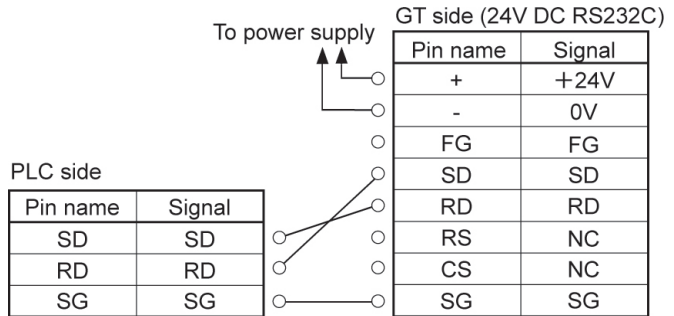 GT side (24V DC RS232C)
To power supply
Pin name Signal
+ +24V
- 0V
FG FG
SD SD
RD RD
RS NC
CS NC
SG SG
PLC side
Pin name Signal
SD SD
RD RD
SG SG